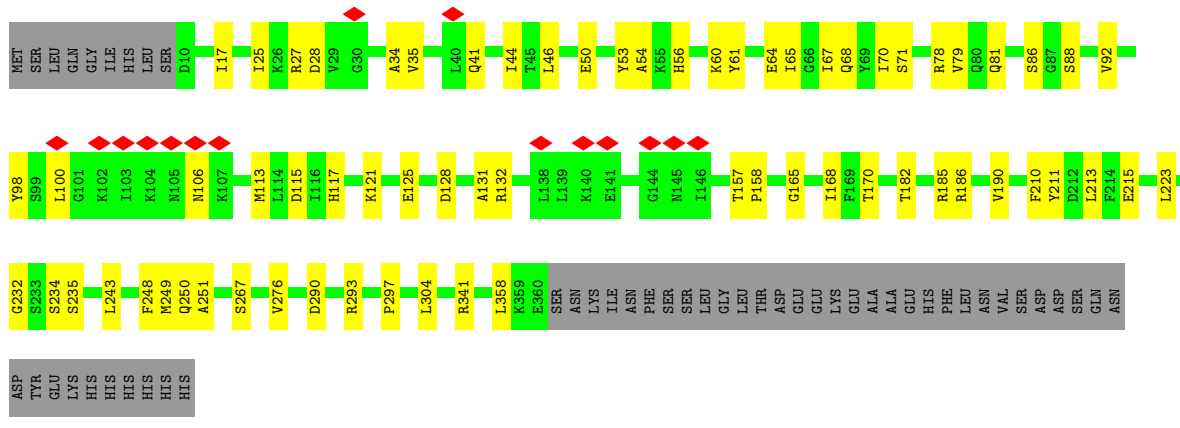 MET SER LEU GLN GLY ILE HIS LEU SER D10 I17 I25 K26 R27 D28 V29 G30 A34 V35 L40 Q41 I44 T45 L46 E50 Y53 A54 K55 H56 K60 Y61 E64 I65 G66 I67 Q68 Y69 I70 S71 R78 V79 Q80 Q81 S86 G87 S88 V92
Y98 S99 L100 G101 K102 I103 K104 N105 N106 K107 M113 L114 D115 I116 H117 K121 E125 D128 A131 R132 L138 L139 K140 E141 G144 N145 I146 T157 P158 G165 I168 F169 T170 T182 R185 R186 V190 F210 Y211 D212 L213 F214 E215 L223
G232 S233 S234 S235 L243 F248 M249 Q250 A251 S267 V276 D290 R293 P297 L304 R341 L358 K359 E360 SER ASN LYS ILE ASN PHE SER SER LEU GLY LEU THR ASP GLU GLU LYS GLU ALA ALA GLU HIS PHE LEU ASN VAL SER ASP ASP SER GLN ASN
ASP TYR GLU LYS HIS HIS HIS HIS HIS HIS